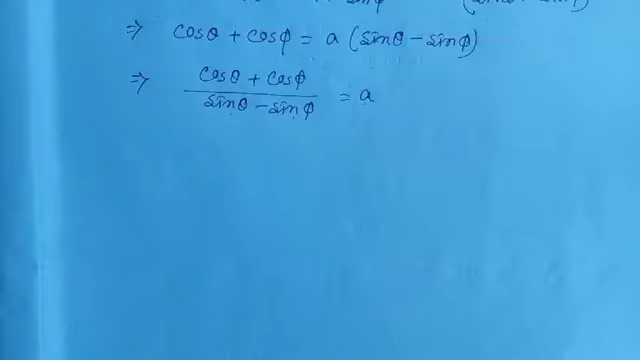 ⇒ cosθ + cosϕ = a (sinθ − sinϕ)
⇒ cosθ + cosϕ / sinθ − sinϕ = a